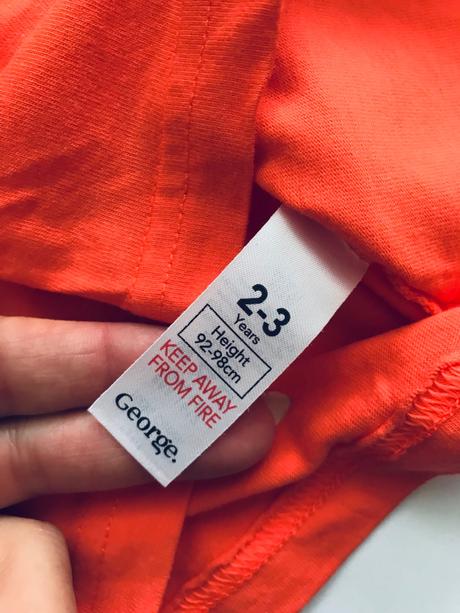 2-3
Years
Height
92-98cm
KEEP AWAY
FROM FIRE
George.